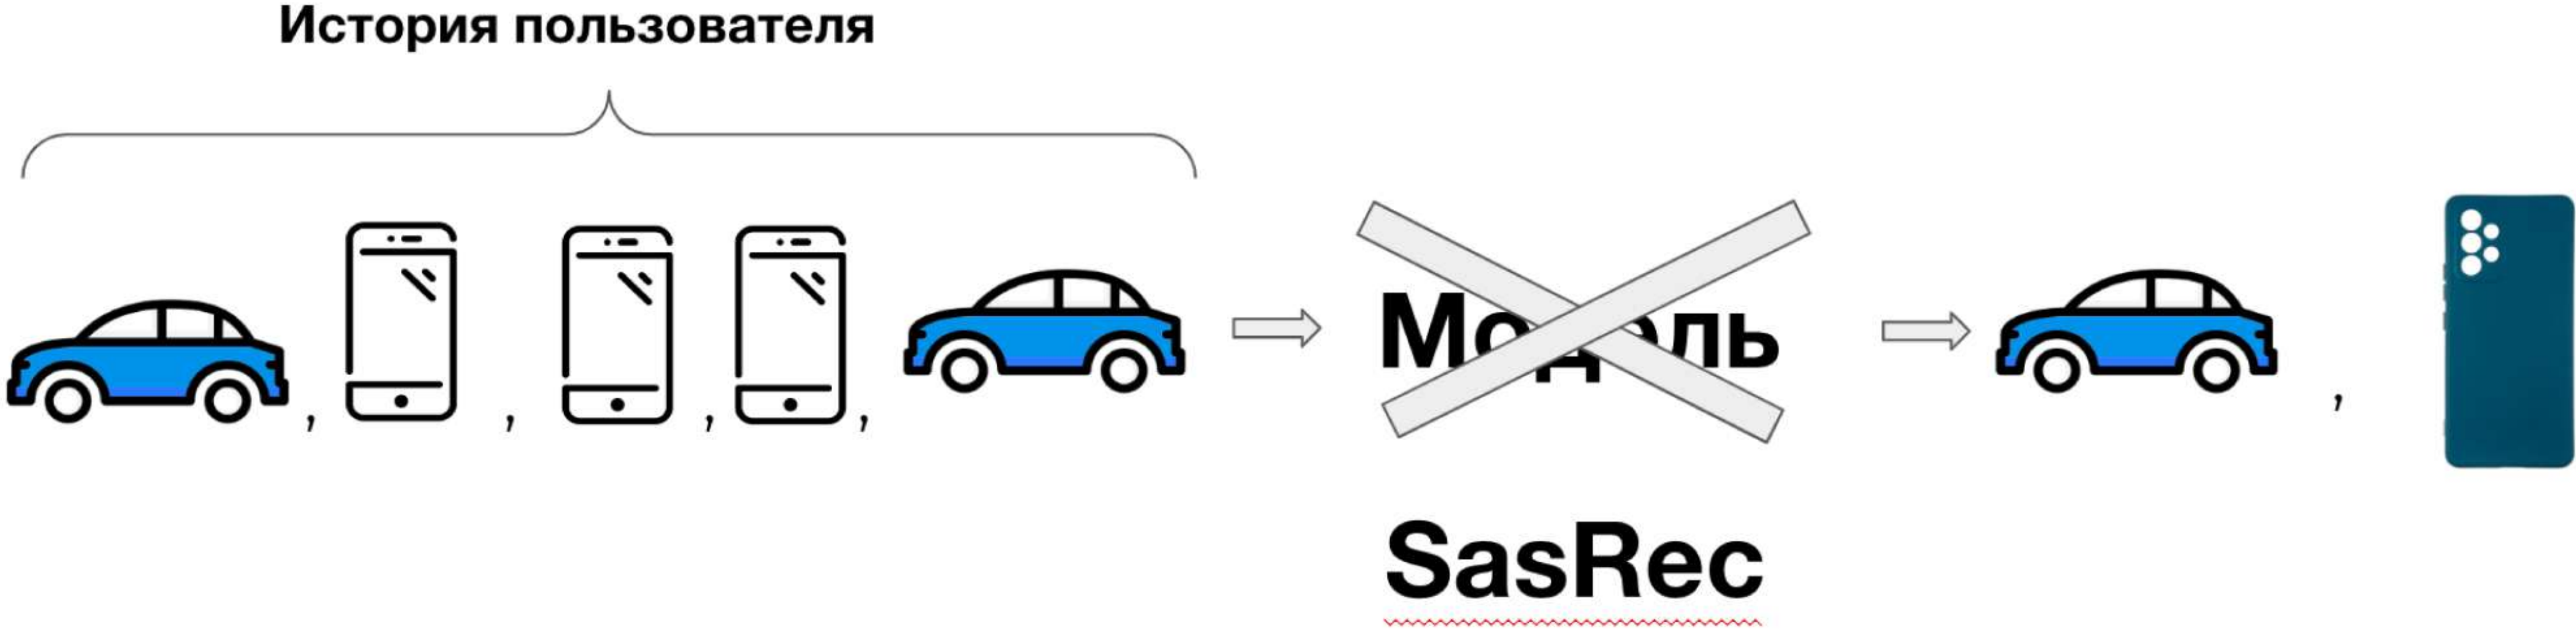 История пользователя
, , , ,
Модель
,
SasRec